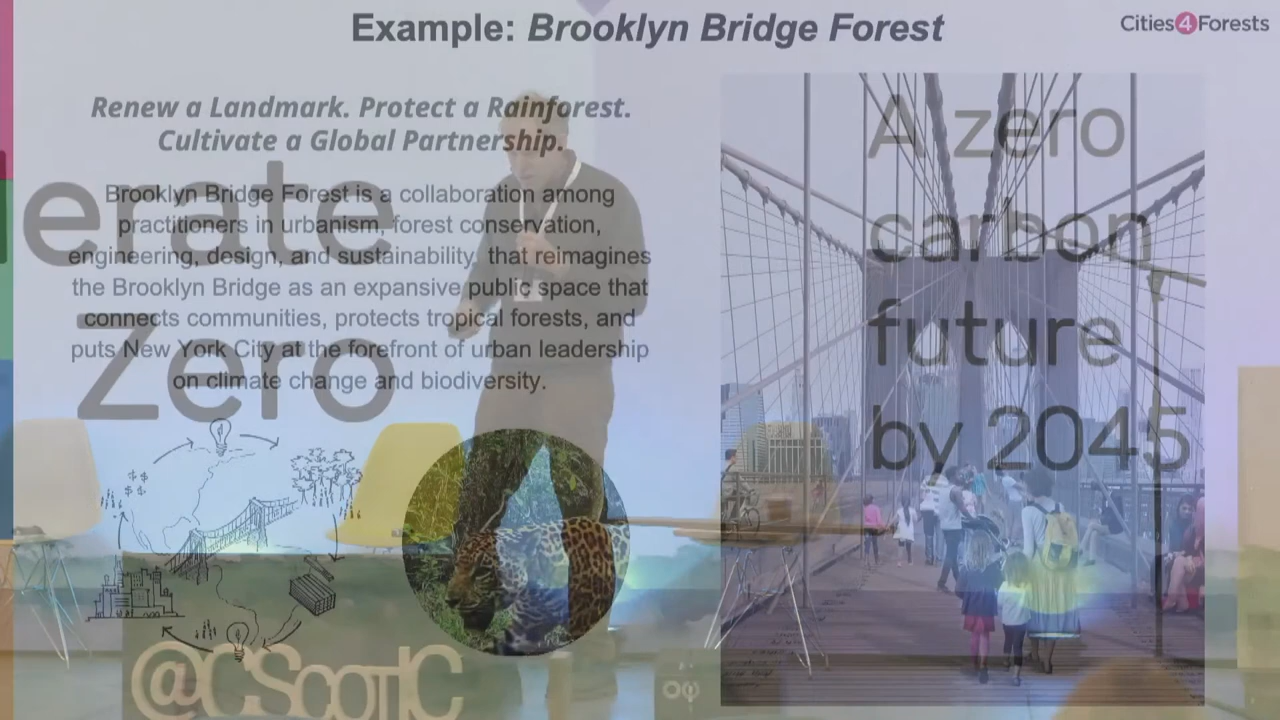 Example: Brooklyn Bridge Forest
Cities4Forests
Renew a Landmark. Protect a Rainforest.
Cultivate a Global Partnership.
Brooklyn Bridge Forest is a collaboration among
practitioners in urbanism, forest conservation,
engineering, design, and sustainability, that reimagines
the Brooklyn Bridge as an expansive public space that
connects communities, protects tropical forests, and
puts New York City at the forefront of urban leadership
on climate change and biodiversity.
erate
Zero
A zero
carbon
future
by 2045
$$
$$
@CScotC